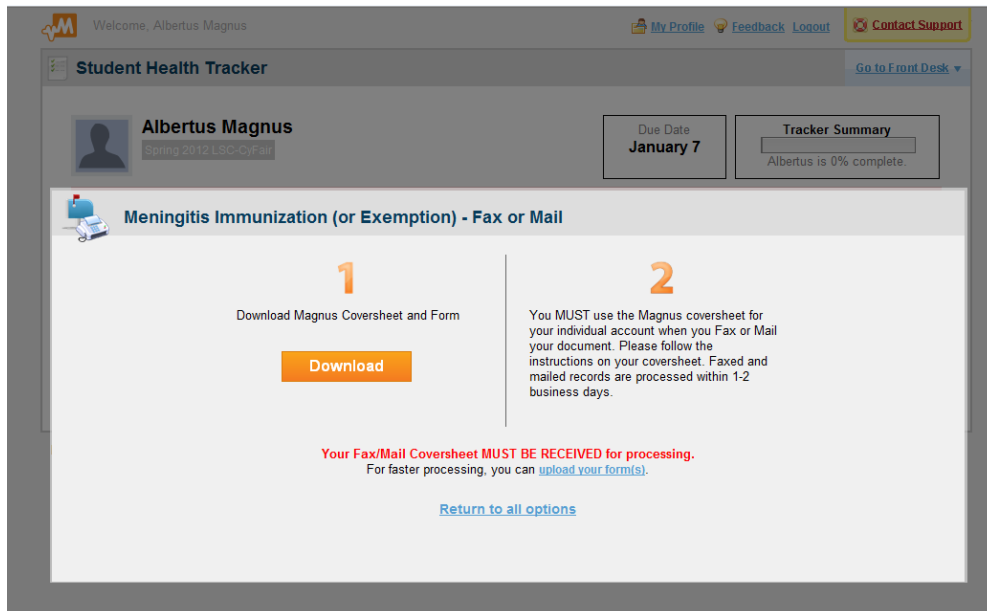 Welcome, Albertus Magnus
My Profile Feedback Logout Contact Support
Student Health Tracker
Go to Front Desk
Albertus Magnus
Spring 2012 LSC-CyFair
Due Date
January 7
Tracker Summary
Albertus is 0% complete.
Meningitis Immunization (or Exemption) - Fax or Mail
1
Download Magnus Coversheet and Form
Download
2
You MUST use the Magnus coversheet for
your individual account when you Fax or Mail
your document. Please follow the
instructions on your coversheet. Faxed and
mailed records are processed within 1-2
business days.
Your Fax/Mail Coversheet MUST BE RECEIVED for processing.
For faster processing, you can upload your form(s).
Return to all options